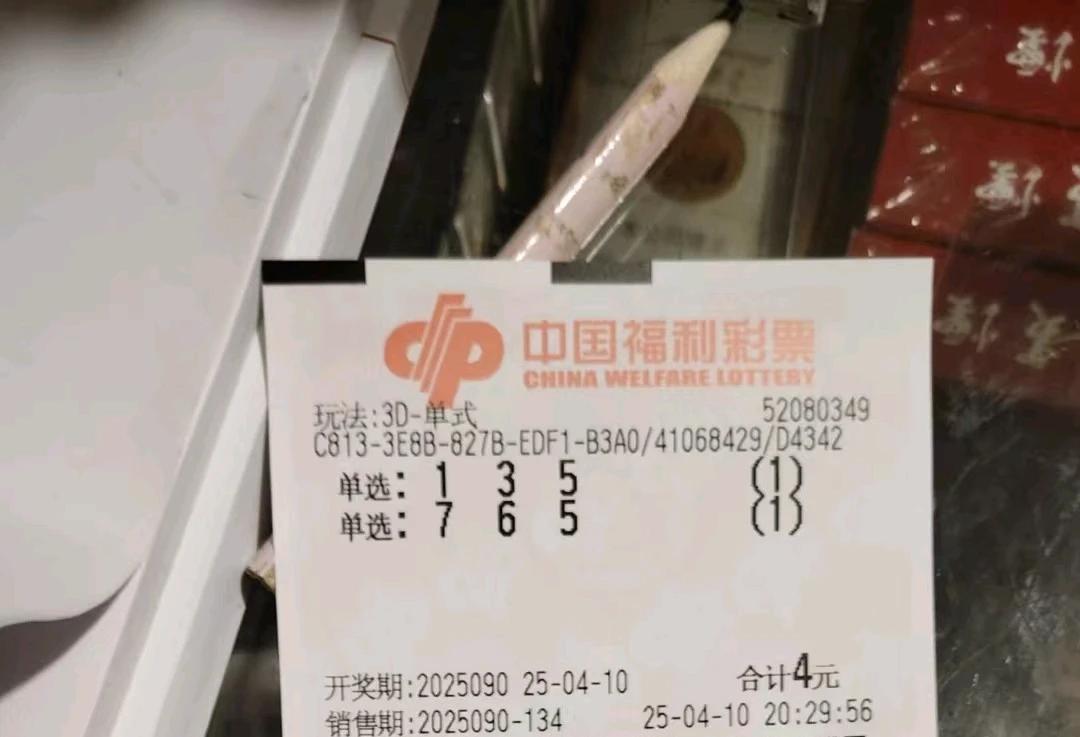 中国福利彩票
CHINA WELFARE LOTTERY
玩法:3D-单式 52080349
C813-3E8B-827B-EDF1-B3A0/41068429/D4342
单选: 1 3 5 (1)
单选: 7 6 5 (1)
开奖期:2025090 25-04-10 合计4元
销售期:2025090-134 25-04-10 20:29:56